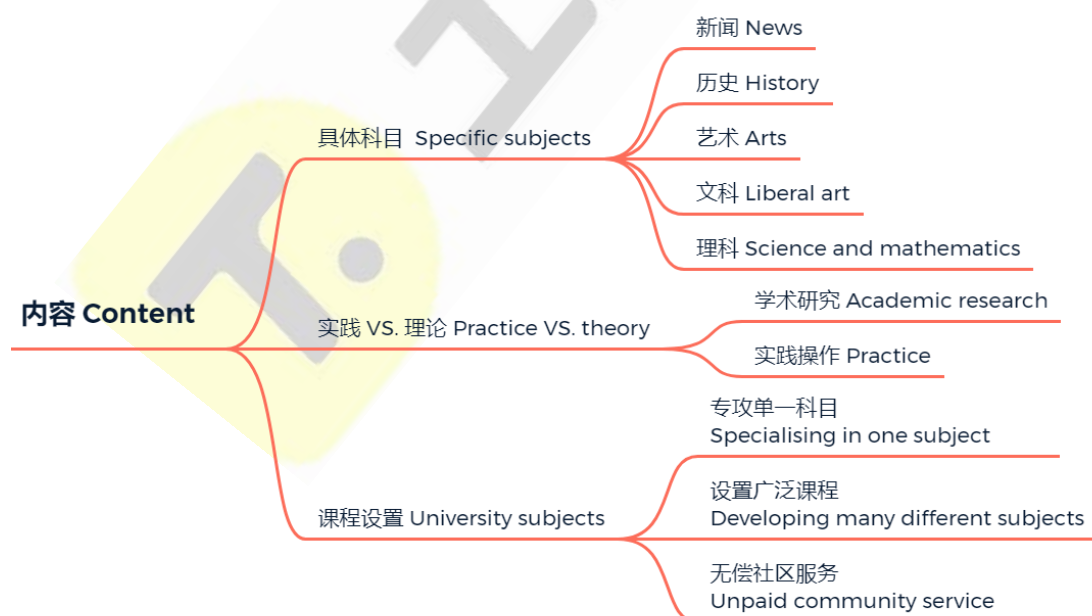 新闻 News
历史 History
具体科目 Specific subjects
艺术 Arts
文科 Liberal art
理科 Science and mathematics
内容 Content
学术研究 Academic research
实践 VS. 理论 Practice VS. theory
实践操作 Practice
专攻单一科目
Specialising in one subject
设置广泛课程
课程设置 University subjects
Developing many different subjects
无偿社区服务
Unpaid community service